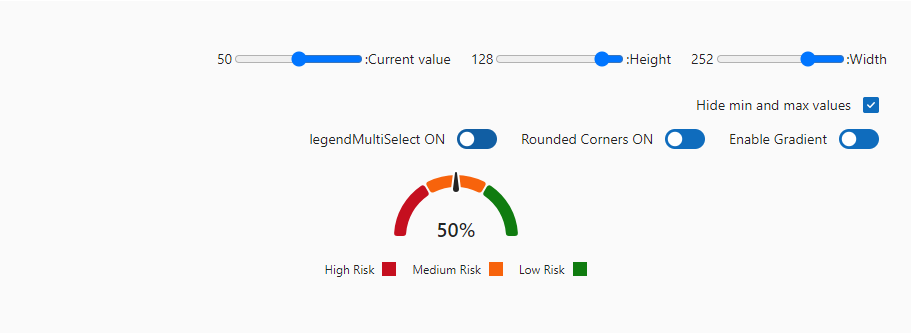 Width: 252 Height: 128 Current value: 50
Hide min and max values
Enable Gradient Rounded Corners ON legendMultiSelect ON
50%
Low Risk Medium Risk High Risk